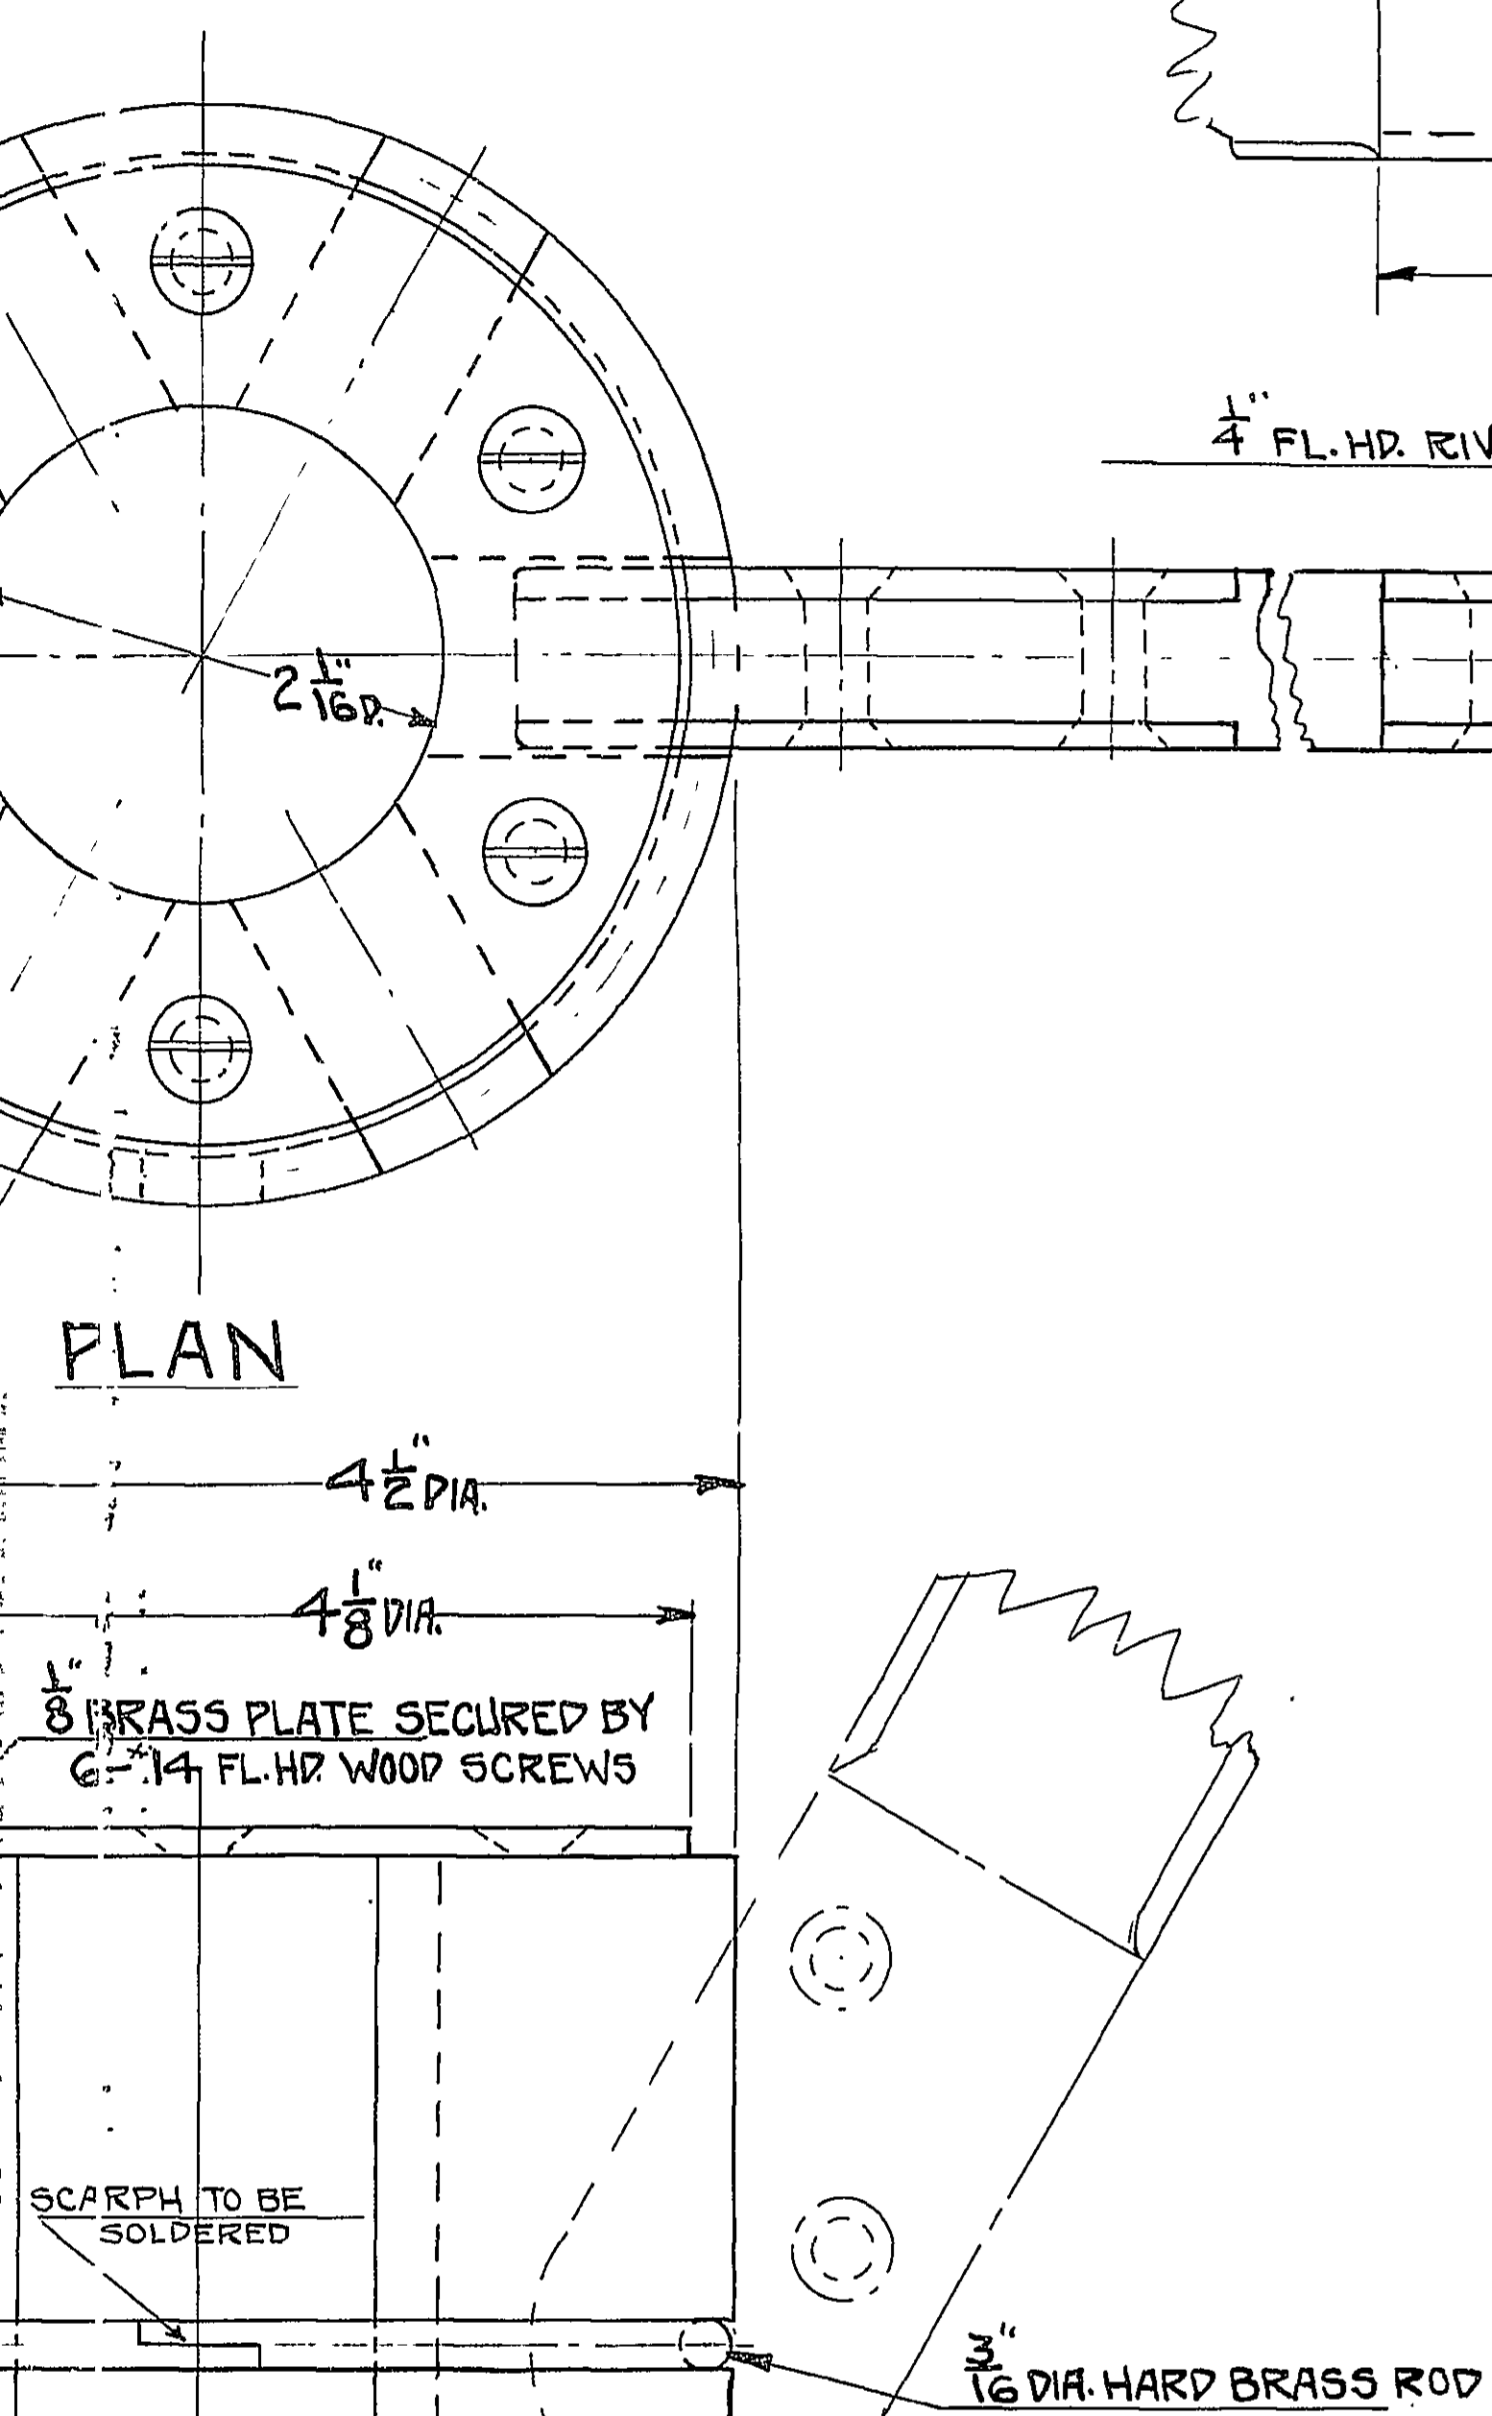 1/4" FL. HD. RIV
2 1/16" D.
PLAN
4 1/2" DIA.
4 1/8" DIA.
1/8" BRASS PLATE SECURED BY
6-#14 FL. HD. WOOD SCREWS
SCARPH TO BE
SOLDERED
3/16" DIA. HARD BRASS ROD